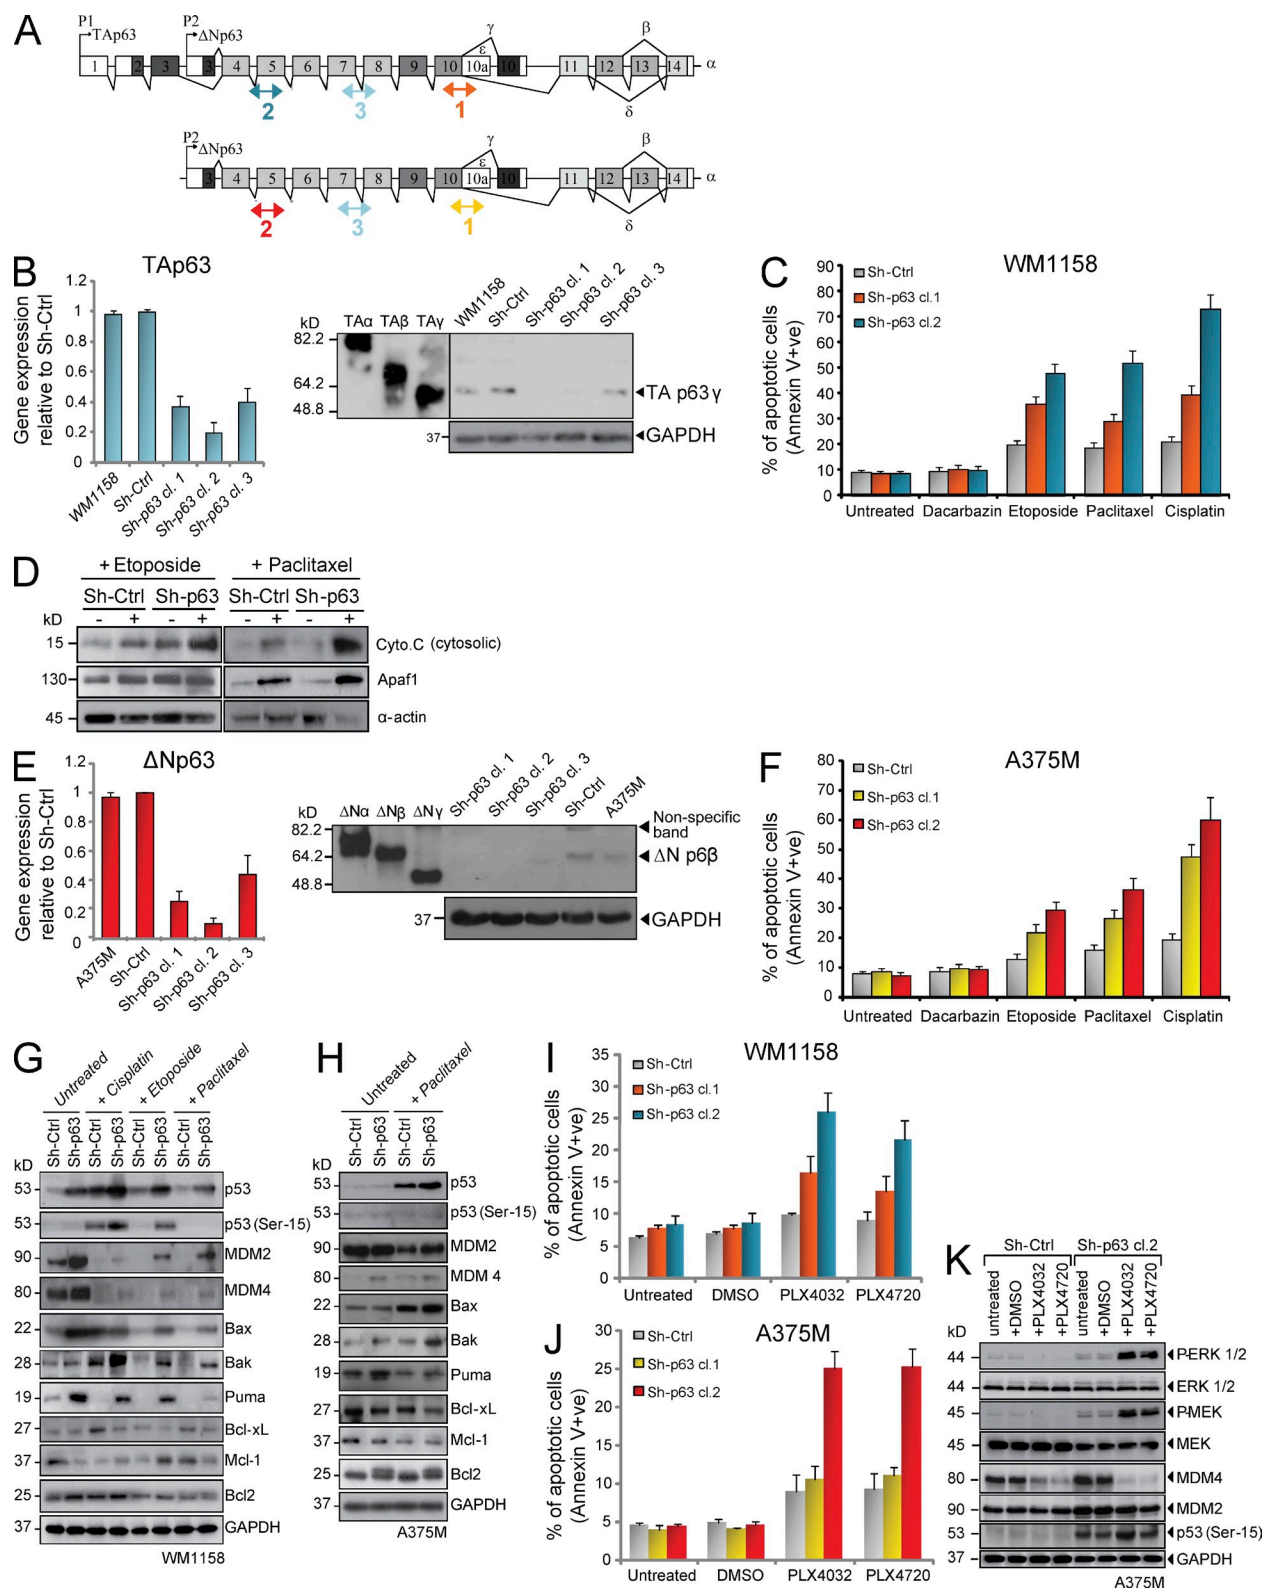 A
P1
TAp63
P2
ΔNp63
γ
ε
β
1 2 3 3 4 5 6 7 8 9 10 10a 10 11 12 13 14 α
δ
2 3 1
P2
ΔNp63
γ
ε
β
3 4 5 6 7 8 9 10 10a 10 11 12 13 14 α
δ
2 3 1
B
TAp63
Gene expression
relative to Sh-Ctrl
1.2
1
0.8
0.6
0.4
0.2
0
WM1158
Sh-Ctrl
Sh-p63 cl. 1
Sh-p63 cl. 2
Sh-p63 cl. 3
kD TAα TAβ TAγ
WM1158
Sh-Ctrl
Sh-p63 cl. 1
Sh-p63 cl. 2
Sh-p63 cl. 3
82.2
64.2
48.8
37
TA p63 γ
GAPDH
C
WM1158
% of apoptotic cells
(Annexin V+ve)
90
80
70
60
50
40
30
20
10
0
Sh-Ctrl
Sh-p63 cl.1
Sh-p63 cl.2
Untreated Dacarbazin Etoposide Paclitaxel Cisplatin
D
+ Etoposide + Paclitaxel
Sh-Ctrl Sh-p63 Sh-Ctrl Sh-p63
kD - + - + - + - +
15 Cyto.C (cytosolic)
130 Apaf1
45 α-actin
E
ΔNp63
Gene expression
relative to Sh-Ctrl
1.2
1
0.8
0.6
0.4
0.2
0
A375M
Sh-Ctrl
Sh-p63 cl. 1
Sh-p63 cl. 2
Sh-p63 cl. 3
kD ΔNα ΔNβ ΔNγ
Sh-p63 cl. 1
Sh-p63 cl. 2
Sh-p63 cl. 3
Sh-Ctrl
A375M
82.2
64.2
48.8
37
Non-specific
band
ΔN p6β
GAPDH
F
A375M
% of apoptotic cells
(Annexin V+ve)
80
70
60
50
40
30
20
10
0
Sh-Ctrl
Sh-p63 cl.1
Sh-p63 cl.2
Untreated Dacarbazin Etoposide Paclitaxel Cisplatin
G
Untreated
+ Cisplatin
+ Etoposide
+ Paclitaxel
Sh-Ctrl
Sh-p63
Sh-Ctrl
Sh-p63
Sh-Ctrl
Sh-p63
Sh-Ctrl
Sh-p63
kD
53 p53
53 p53 (Ser-15)
90 MDM2
80 MDM4
22 Bax
28 Bak
19 Puma
27 Bcl-xL
37 Mcl-1
25 Bcl2
37 GAPDH
WM1158
H
Untreated
+ Paclitaxel
Sh-Ctrl
Sh-p63
Sh-Ctrl
Sh-p63
kD
53 p53
53 p53 (Ser-15)
90 MDM2
80 MDM 4
22 Bax
28 Bak
19 Puma
27 Bcl-xL
37 Mcl-1
25 Bcl2
37 GAPDH
A375M
I
WM1158
% of apoptotic cells
(Annexin V+ve)
35
30
25
20
15
10
5
0
Sh-Ctrl
Sh-p63 cl.1
Sh-p63 cl.2
Untreated DMSO PLX4032 PLX4720
J
A375M
% of apoptotic cells
(Annexin V+ve)
30
25
20
15
10
5
0
Sh-Ctrl
Sh-p63 cl.1
Sh-p63 cl.2
Untreated DMSO PLX4032 PLX4720
K
Sh-Ctrl Sh-p63 cl.2
untreated
+DMSO
+PLX4032
+PLX4720
untreated
+DMSO
+PLX4032
+PLX4720
kD
44 P-ERK 1/2
44 ERK 1/2
45 P-MEK
45 MEK
80 MDM4
90 MDM2
53 p53 (Ser-15)
37 GAPDH
A375M